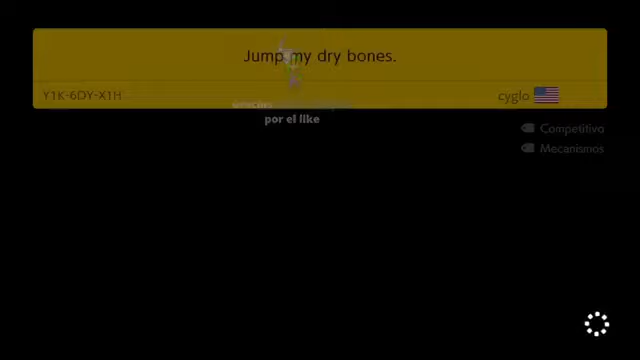 Jump my dry bones.
Y1K-6DY-X1H
cyglo
por el like
Competitivo
Mecanismos